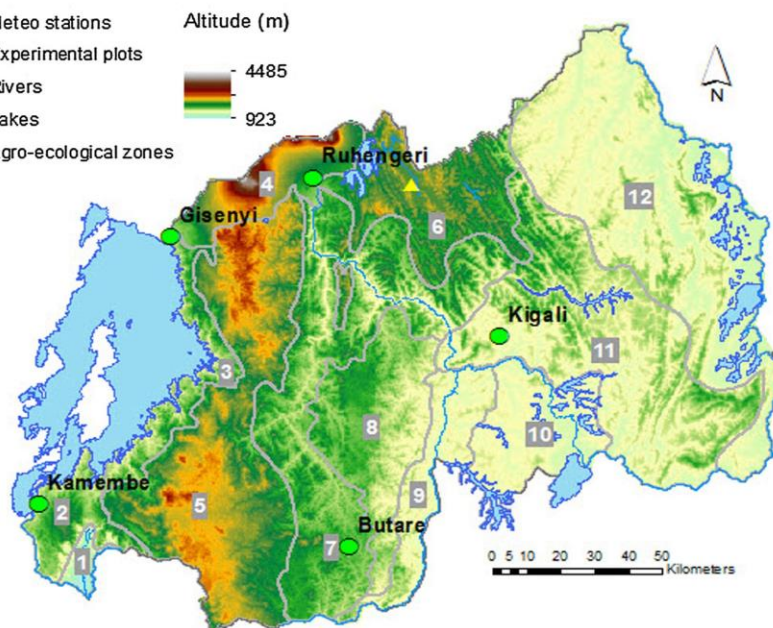 eteo stations
xperimental plots
ivers
akes
gro-ecological zones
Altitude (m)
4485
923
N
Ruhengeri
4
12
Gisenyi
6
Kigali
11
3
8
10
Kamembe
5
9
2
Butare
7
1
0 5 10 20 30 40 50
Kilometers